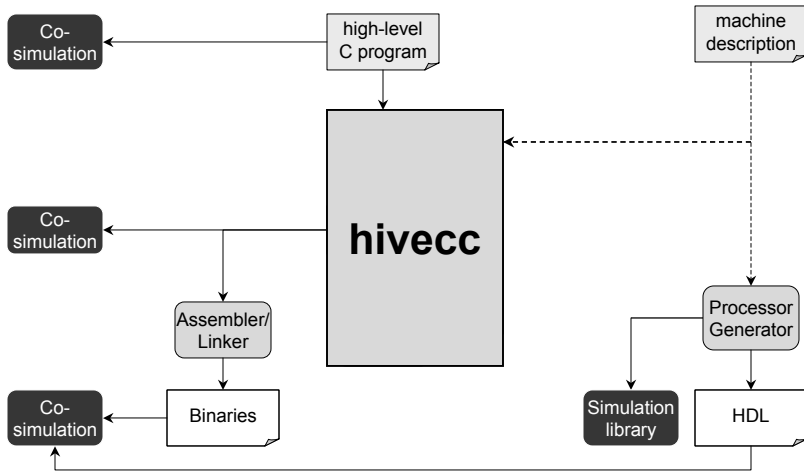 Co-
simulation
high-level
C program
machine
description
Co-
simulation
hivecc
Assembler/
Linker
Processor
Generator
Co-
simulation
Binaries
Simulation
library
HDL